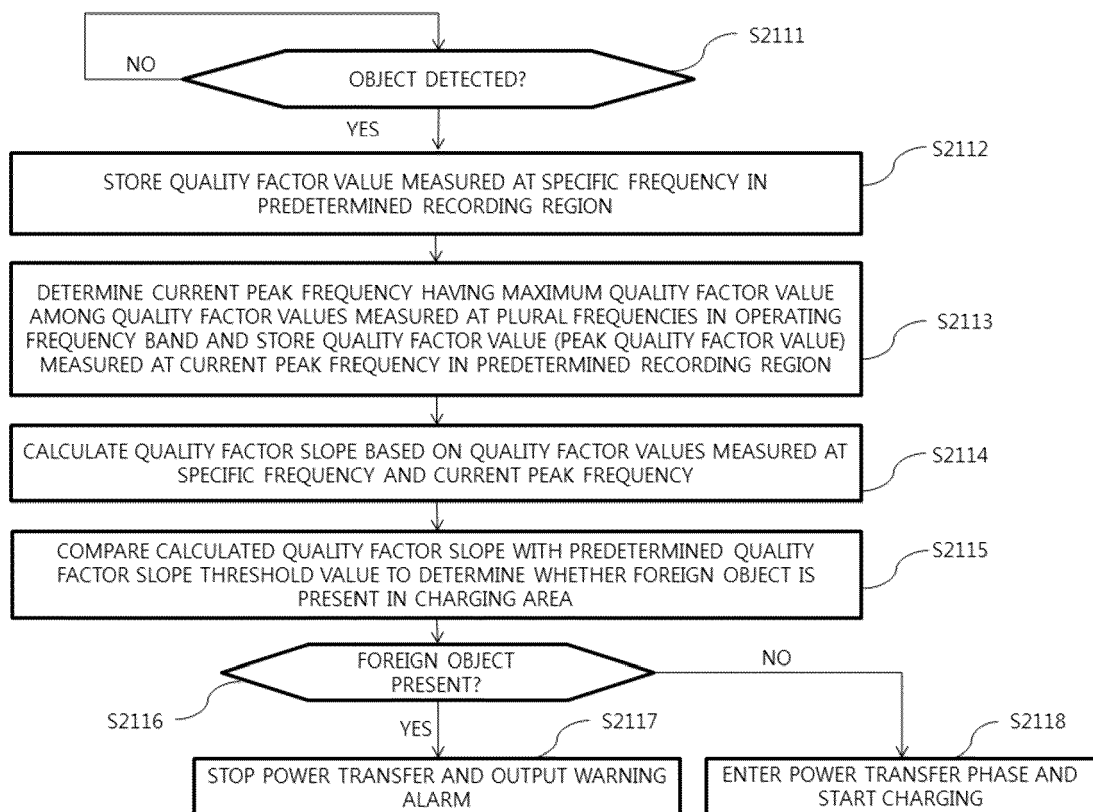 S2111
NO
OBJECT DETECTED?
YES
S2112
STORE QUALITY FACTOR VALUE MEASURED AT SPECIFIC FREQUENCY IN
PREDETERMINED RECORDING REGION
DETERMINE CURRENT PEAK FREQUENCY HAVING MAXIMUM QUALITY FACTOR VALUE
AMONG QUALITY FACTOR VALUES MEASURED AT PLURAL FREQUENCIES IN OPERATING
FREQUENCY BAND AND STORE QUALITY FACTOR VALUE (PEAK QUALITY FACTOR VALUE)
MEASURED AT CURRENT PEAK FREQUENCY IN PREDETERMINED RECORDING REGION
S2113
CALCULATE QUALITY FACTOR SLOPE BASED ON QUALITY FACTOR VALUES MEASURED AT
SPECIFIC FREQUENCY AND CURRENT PEAK FREQUENCY
S2114
COMPARE CALCULATED QUALITY FACTOR SLOPE WITH PREDETERMINED QUALITY
FACTOR SLOPE THRESHOLD VALUE TO DETERMINE WHETHER FOREIGN OBJECT IS
PRESENT IN CHARGING AREA
S2115
FOREIGN OBJECT
PRESENT?
NO
S2116
YES
S2117
S2118
STOP POWER TRANSFER AND OUTPUT WARNING
ALARM
ENTER POWER TRANSFER PHASE AND
START CHARGING